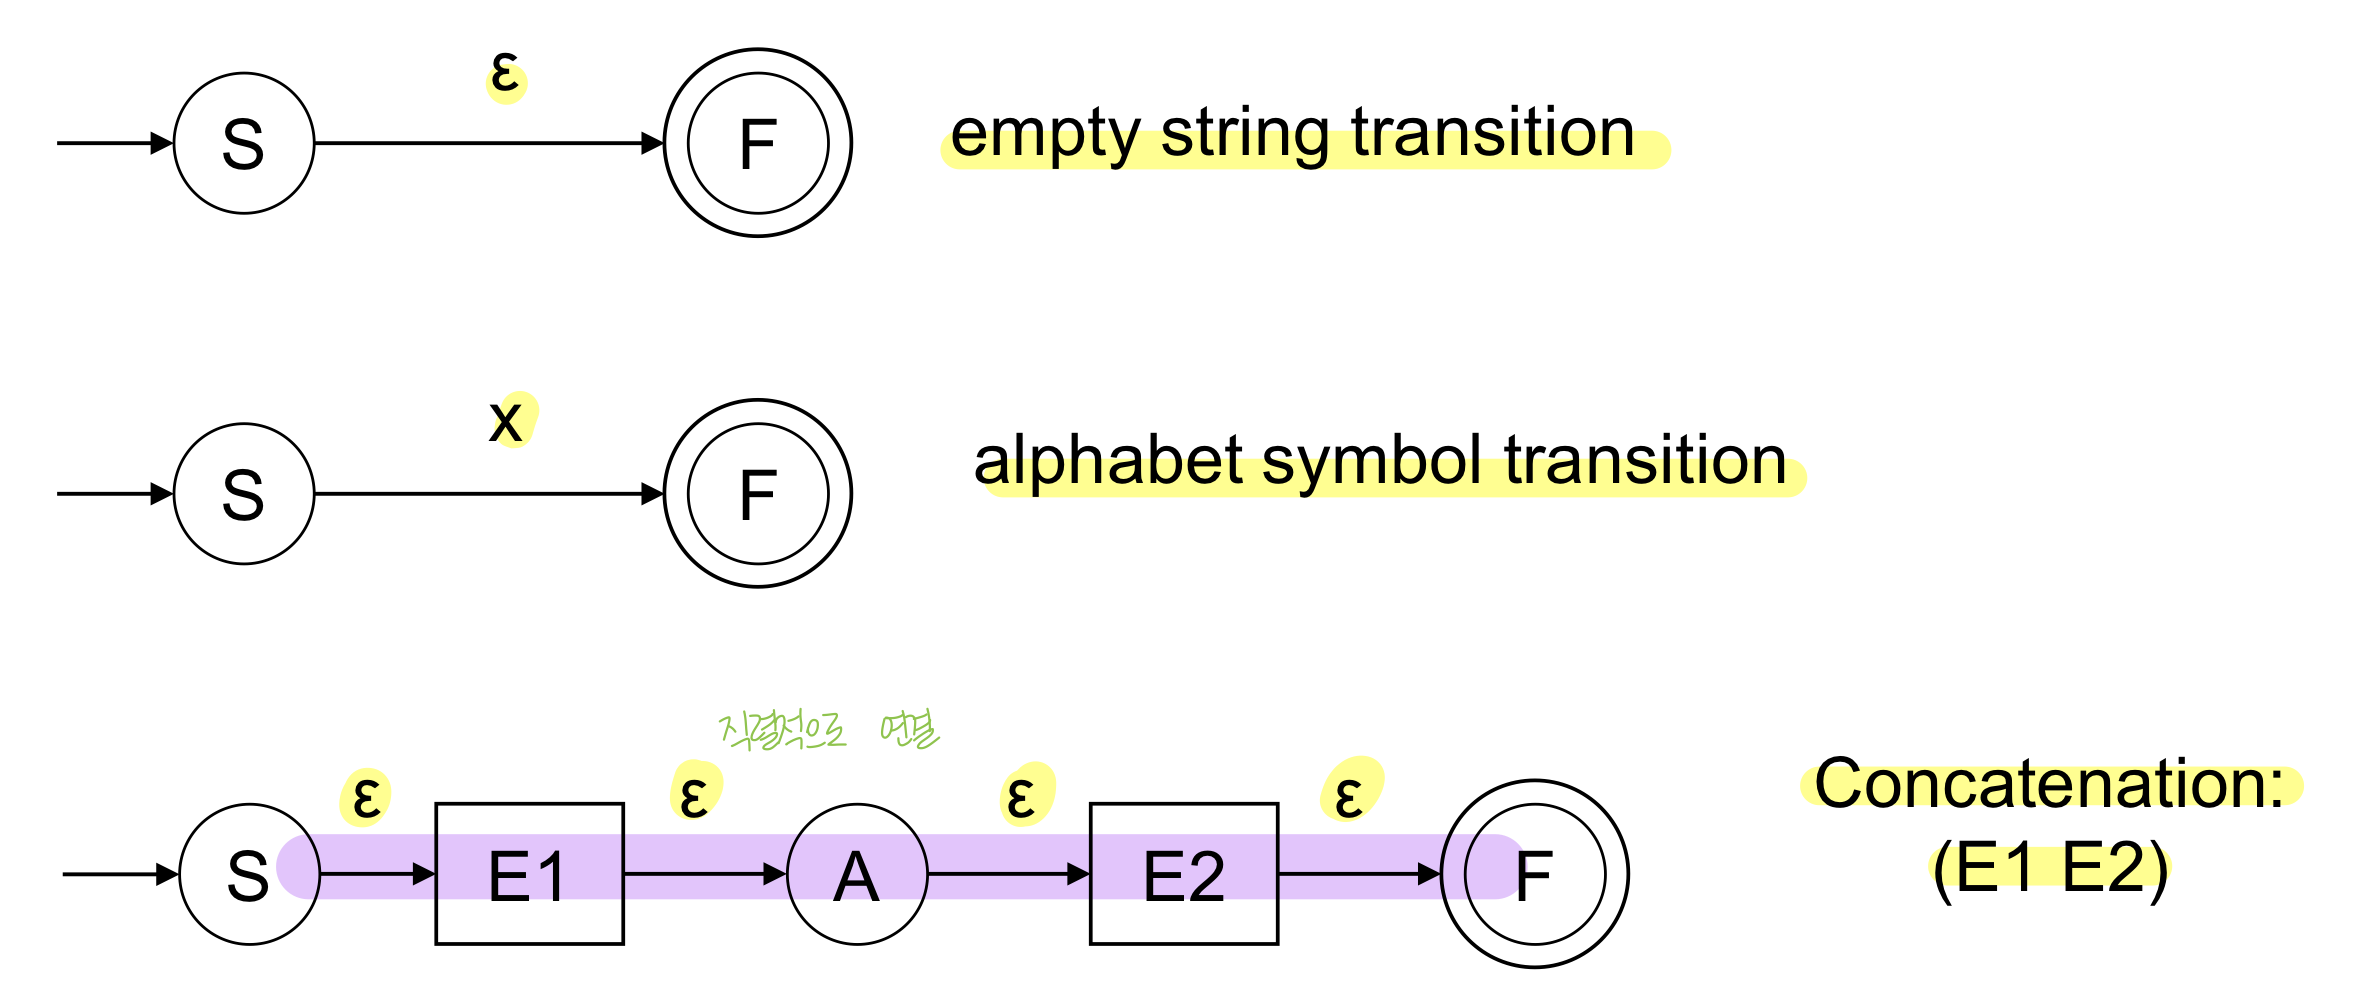 ε
S F empty string transition
x
S F alphabet symbol transition
직렬적으로 연결
ε ε ε ε
S E1 A E2 F
Concatenation:
(E1 E2)